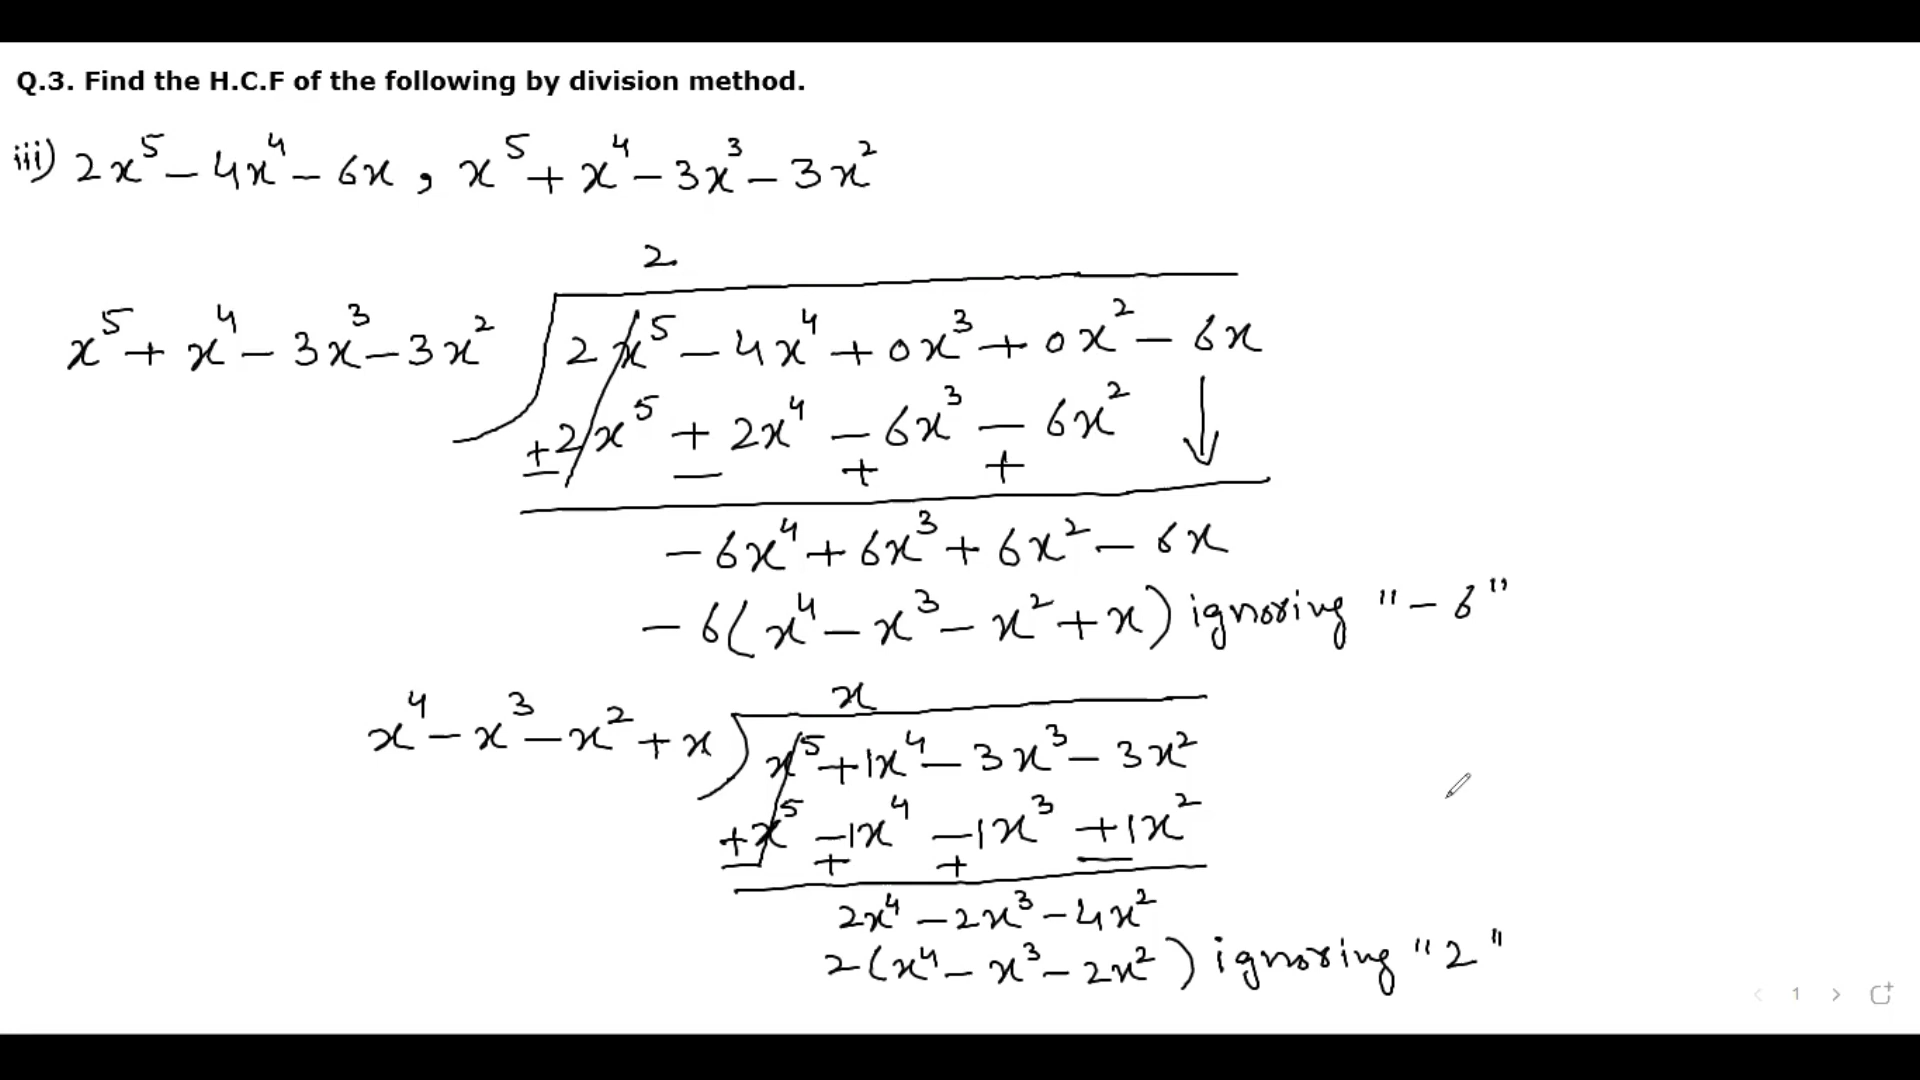 Q.3. Find the H.C.F of the following by division method.
iii) 2x⁵ - 4x⁴ - 6x , x⁵ + x⁴ - 3x³ - 3x²
2
x⁵ + x⁴ - 3x³ - 3x² 2x⁵ - 4x⁴ + 0x³ + 0x² - 6x
+2x⁵ + 2x⁴ - 6x³ - 6x² ↓
- - + +
-6x⁴ + 6x³ + 6x² - 6x
-6(x⁴ - x³ - x² + x) ignoring "-6"
x
x⁴ - x³ - x² + x ) x⁵ + 1x⁴ - 3x³ - 3x²
+x⁵ - 1x⁴ - 1x³ + 1x²
- + + -
2x⁴ - 2x³ - 4x²
2(x⁴ - x³ - 2x²) ignoring "2"
< 1 >